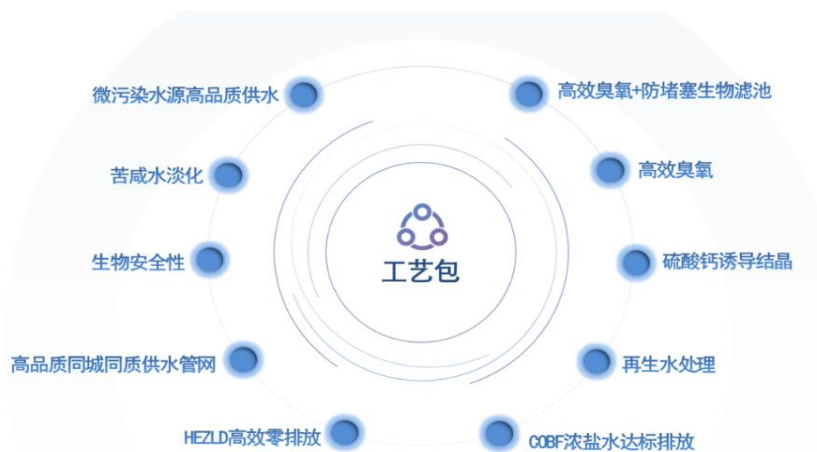 微污染水源高品质供水
高效臭氧+防堵塞生物滤池
苦咸水淡化
高效臭氧
生物安全性
工艺包
硫酸钙诱导结晶
高品质同城同质供水管网
再生水处理
HEZLD高效零排放
COBF浓盐水达标排放